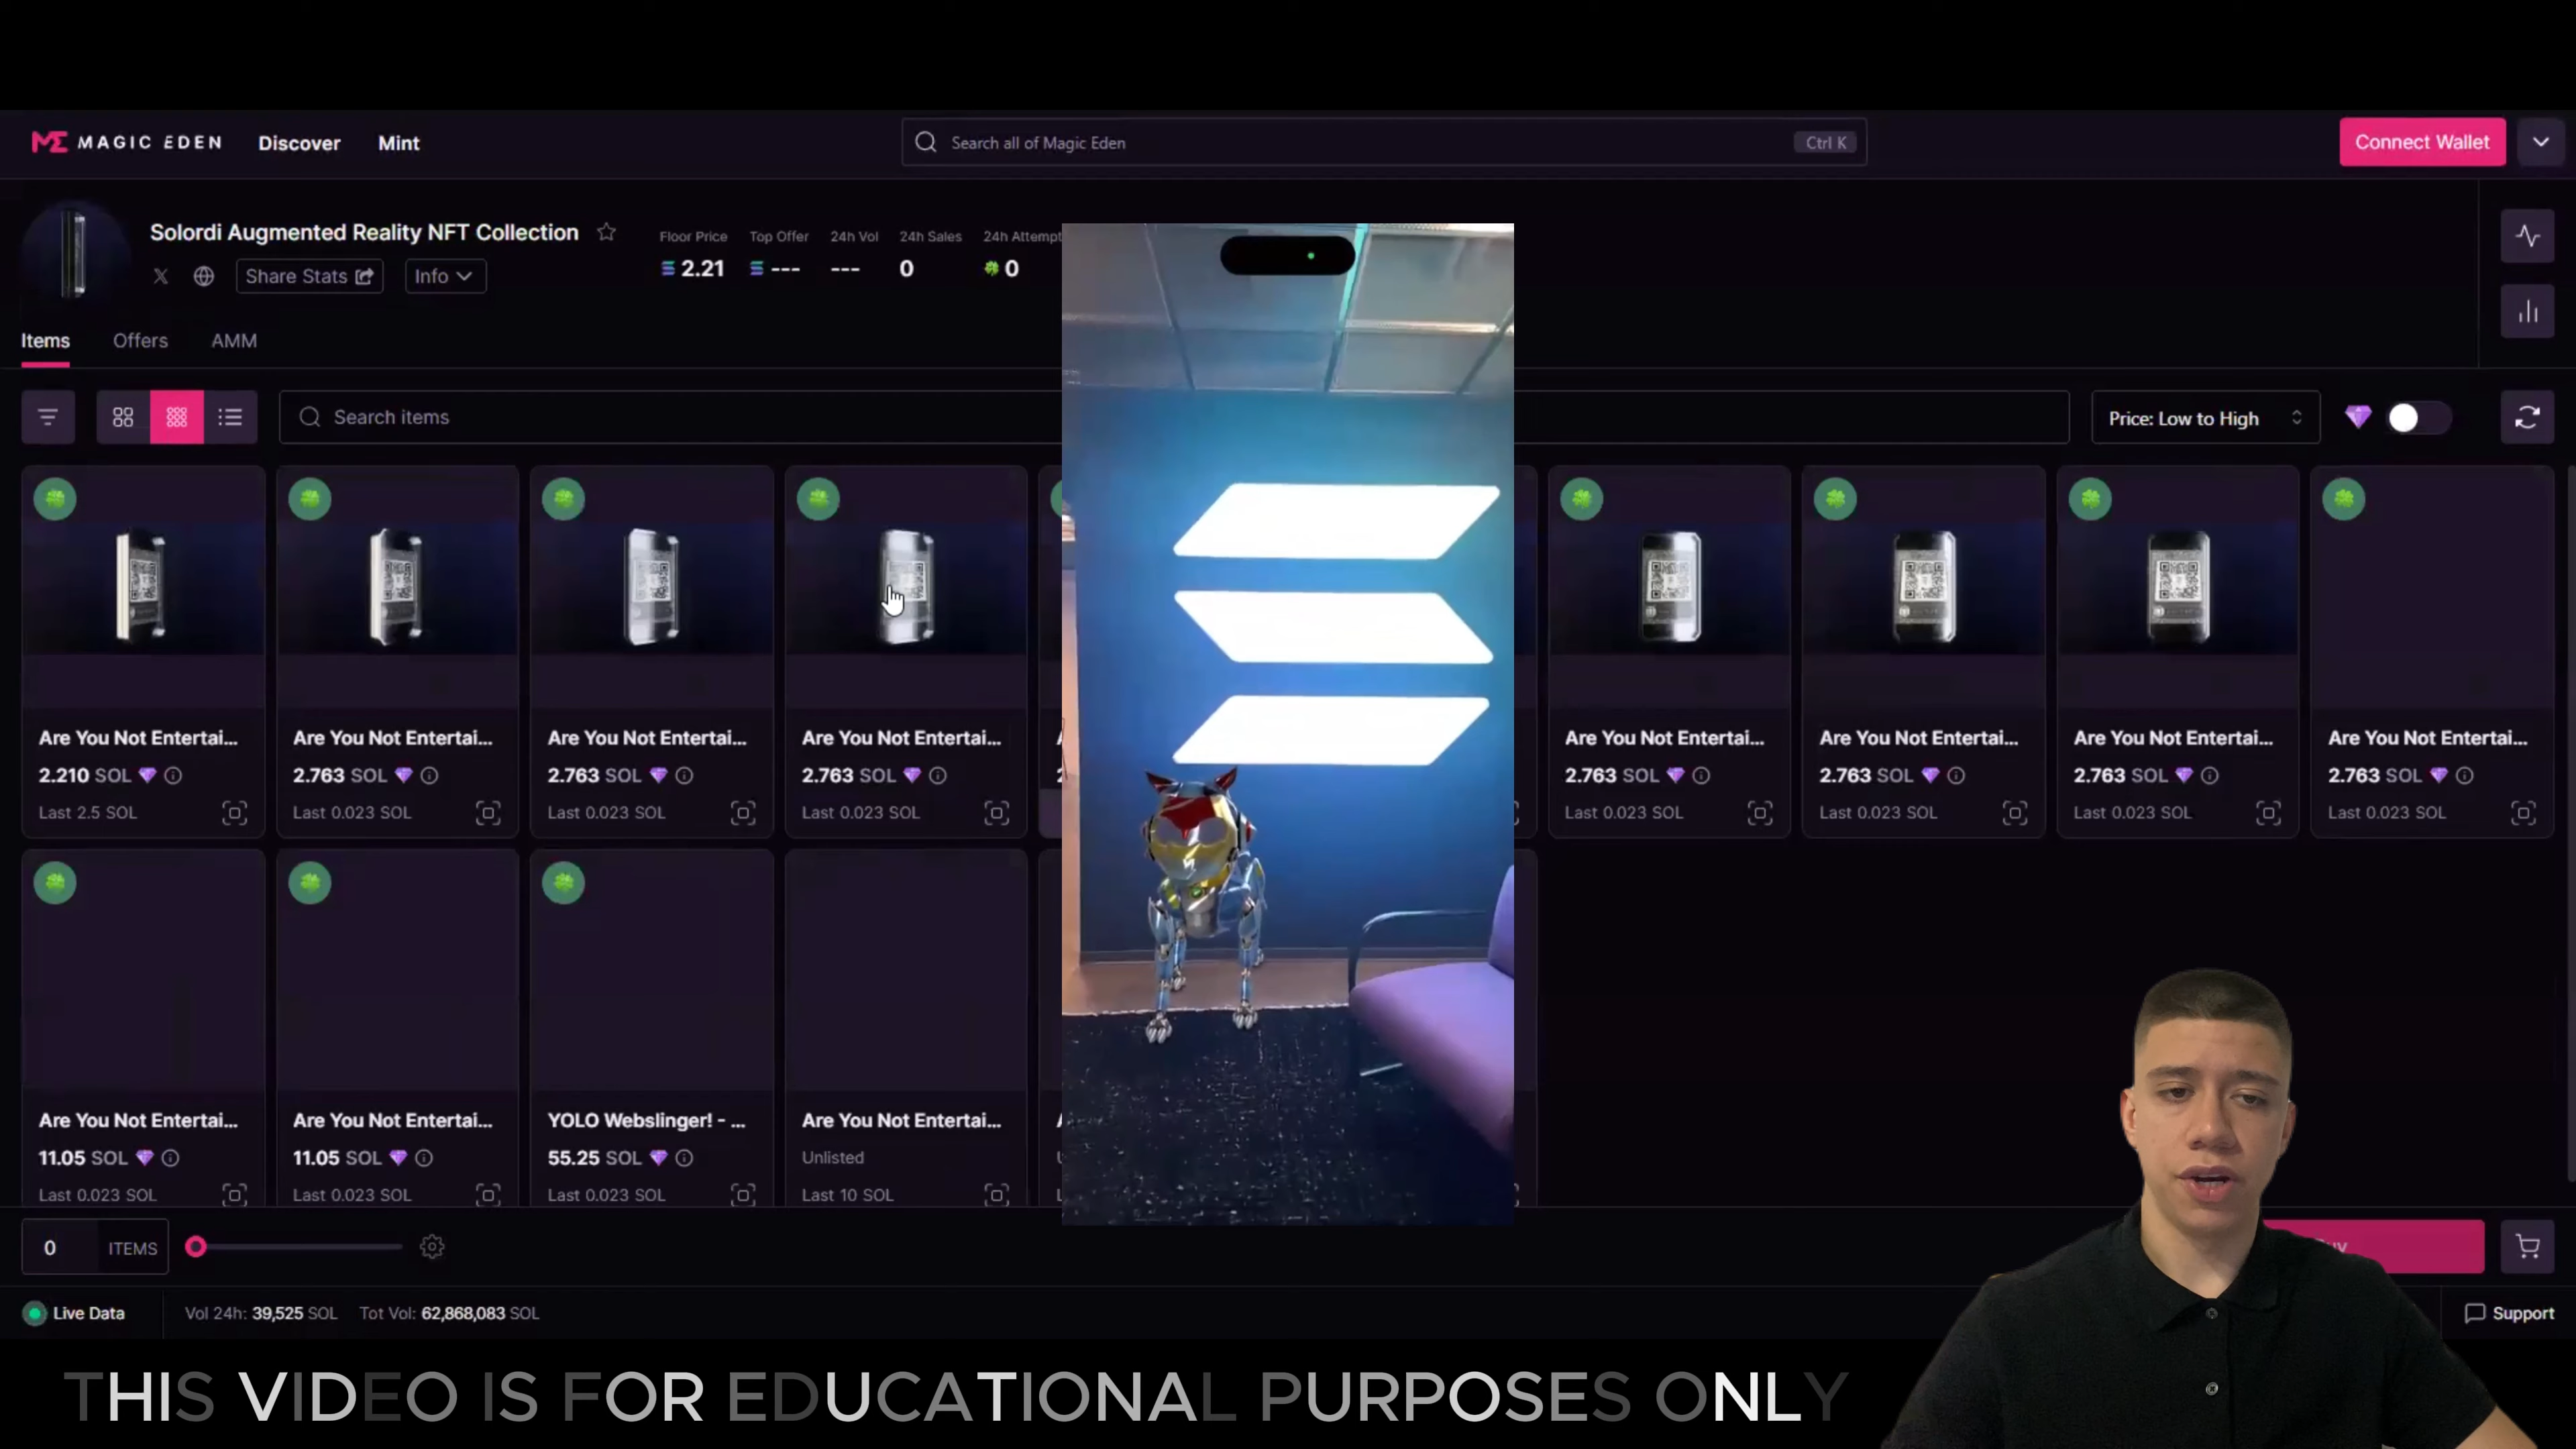 MAGIC EDEN Discover Mint Search all of Magic Eden Ctrl K Connect Wallet
Solordi Augmented Reality NFT Collection
Floor Price Top Offer 24h Vol 24h Sales 24h Attempt
2.21 --- --- 0 0
Share Stats Info
Items Offers AMM
Search items Price: Low to High
Are You Not Entertai... Are You Not Entertai... Are You Not Entertai... Are You Not Entertai... Are You Not Entertai... Are You Not Entertai... Are You Not Entertai... Are You Not Entertai...
2.210 SOL 2.763 SOL 2.763 SOL 2.763 SOL 2.763 SOL 2.763 SOL 2.763 SOL 2.763 SOL
Last 2.5 SOL Last 0.023 SOL Last 0.023 SOL Last 0.023 SOL Last 0.023 SOL Last 0.023 SOL Last 0.023 SOL Last 0.023 SOL
Are You Not Entertai... Are You Not Entertai... YOLO Webslinger! - ... Are You Not Entertai...
11.05 SOL 11.05 SOL 55.25 SOL Unlisted
Last 0.023 SOL Last 0.023 SOL Last 0.023 SOL Last 10 SOL
0 ITEMS
Live Data Vol 24h: 39,525 SOL Tot Vol: 62,868,083 SOL Support
THIS VIDEO IS FOR EDUCATIONAL PURPOSES ONLY